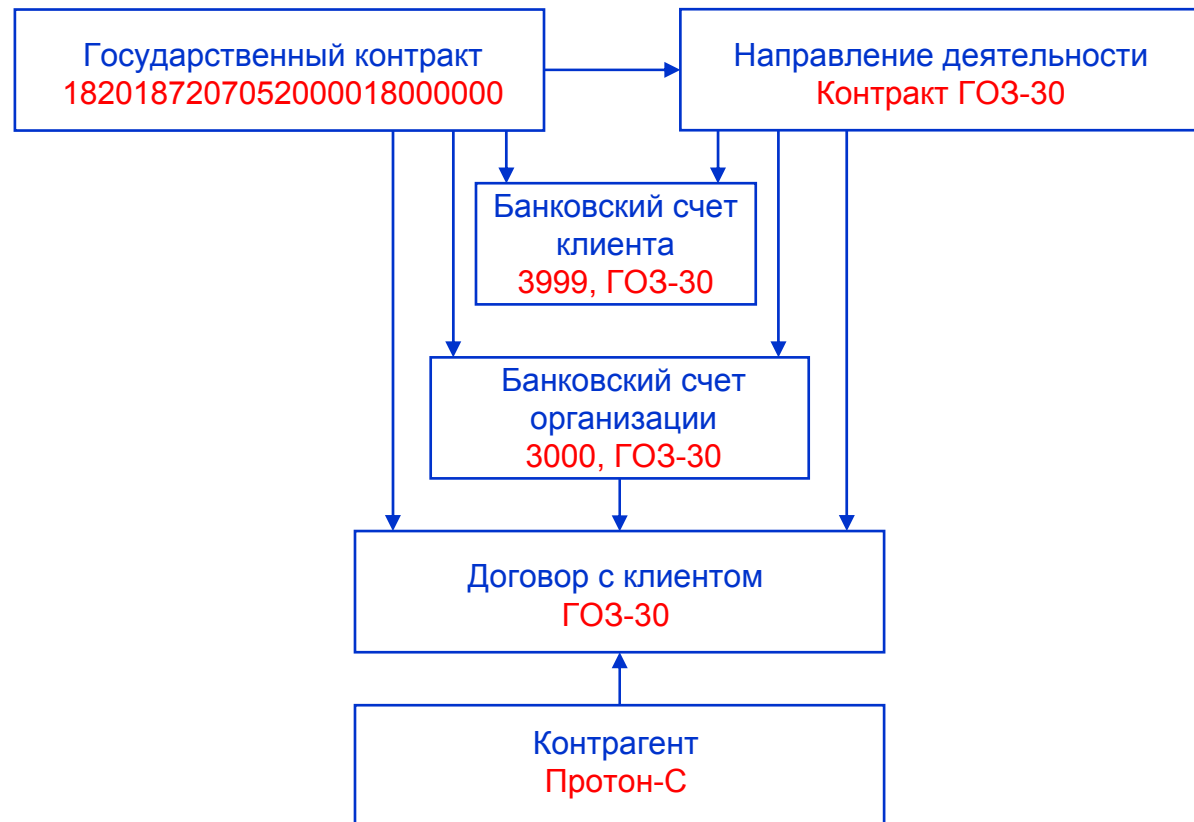 Государственный контракт
1820187207052000018000000
Направление деятельности
Контракт ГОЗ-30
Банковский счет
клиента
3999, ГОЗ-30
Банковский счет
организации
3000, ГОЗ-30
Договор с клиентом
ГОЗ-30
Контрагент
Протон-С